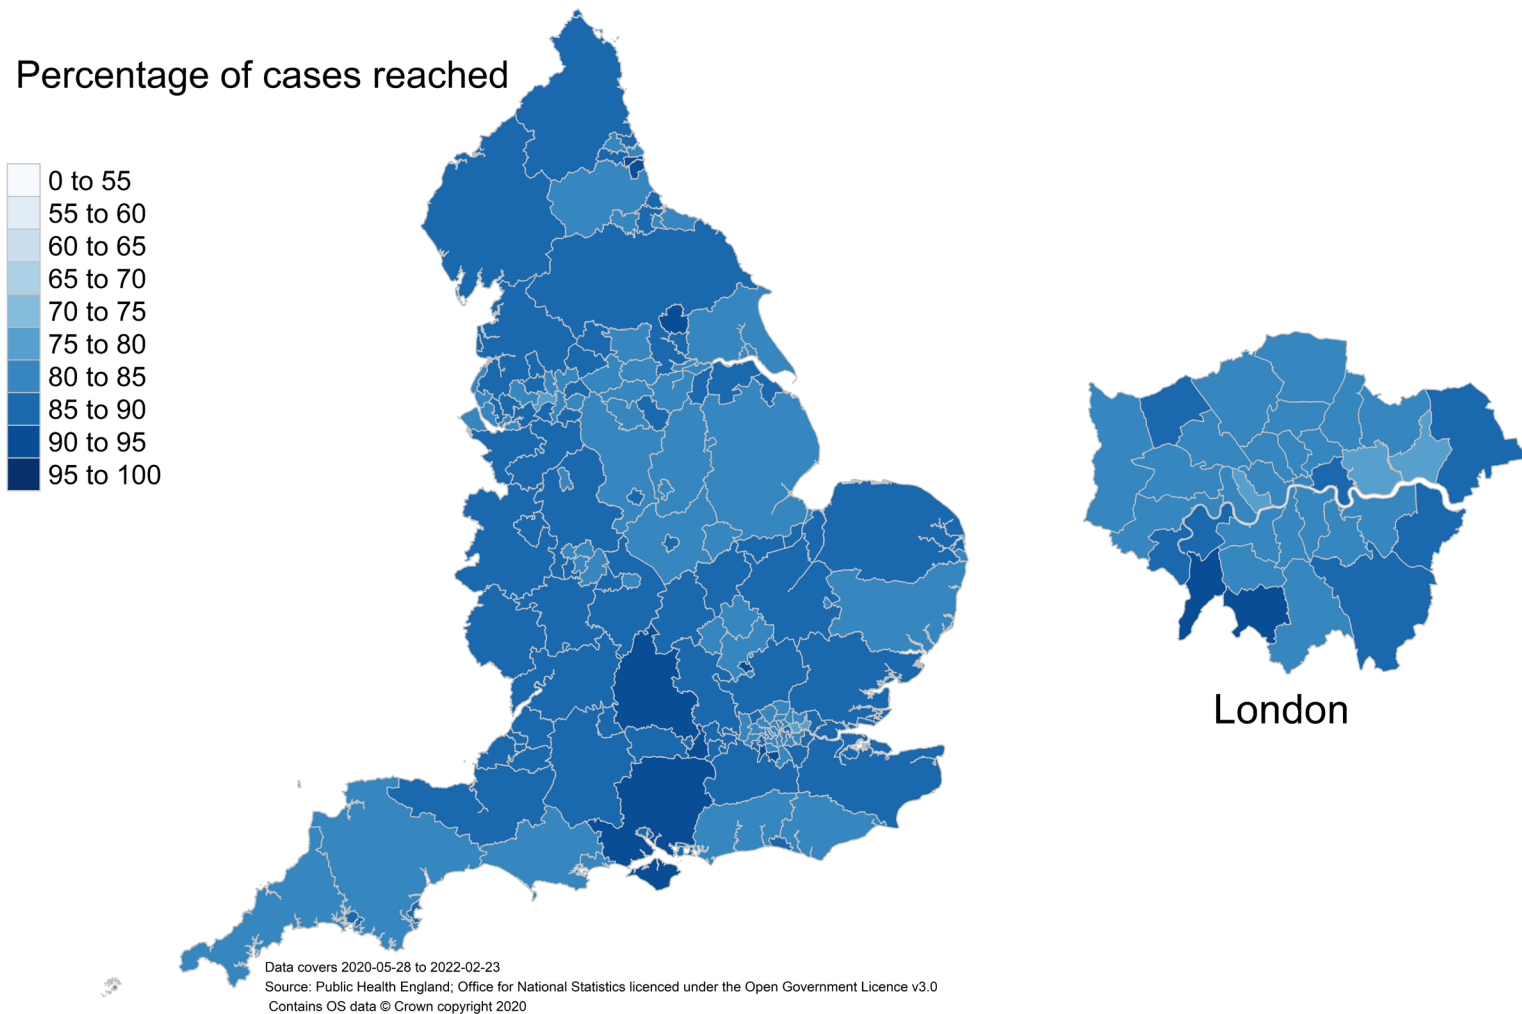 Percentage of cases reached
0 to 55
55 to 60
60 to 65
65 to 70
70 to 75
75 to 80
80 to 85
85 to 90
90 to 95
95 to 100
London
Data covers 2020-05-28 to 2022-02-23
Source: Public Health England; Office for National Statistics licenced under the Open Government Licence v3.0
Contains OS data © Crown copyright 2020